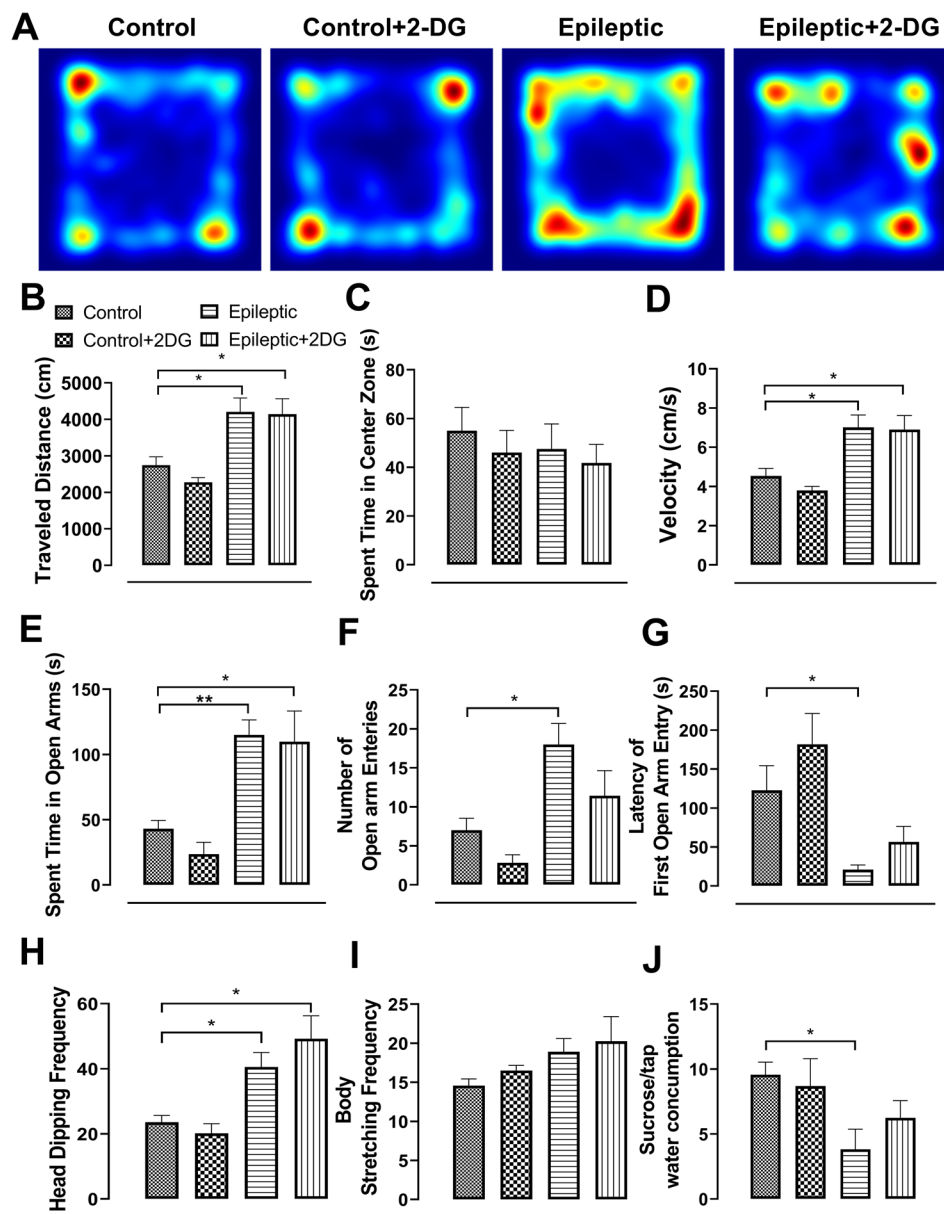 A
Control
Control+2-DG
Epileptic
Epileptic+2-DG
B
Control
Epileptic
Control+2DG
Epileptic+2DG
Traveled Distance (cm)
5000
4000
3000
2000
1000
0
*
*
C
Spent Time in Center Zone (s)
80
60
40
20
0
D
Velocity (cm/s)
10
8
6
4
2
0
*
*
E
Spent Time in Open Arms (s)
150
100
50
0
*
**
F
Number of
Open arm Enteries
25
20
15
10
5
0
*
G
Latency of
First Open Arm Entry (s)
250
200
150
100
50
0
*
H
Head Dipping Frequency
60
40
20
0
*
*
I
Body
Stretching Frequency
25
20
15
10
5
0
J
Sucrose/tap
water concumption
15
10
5
0
*